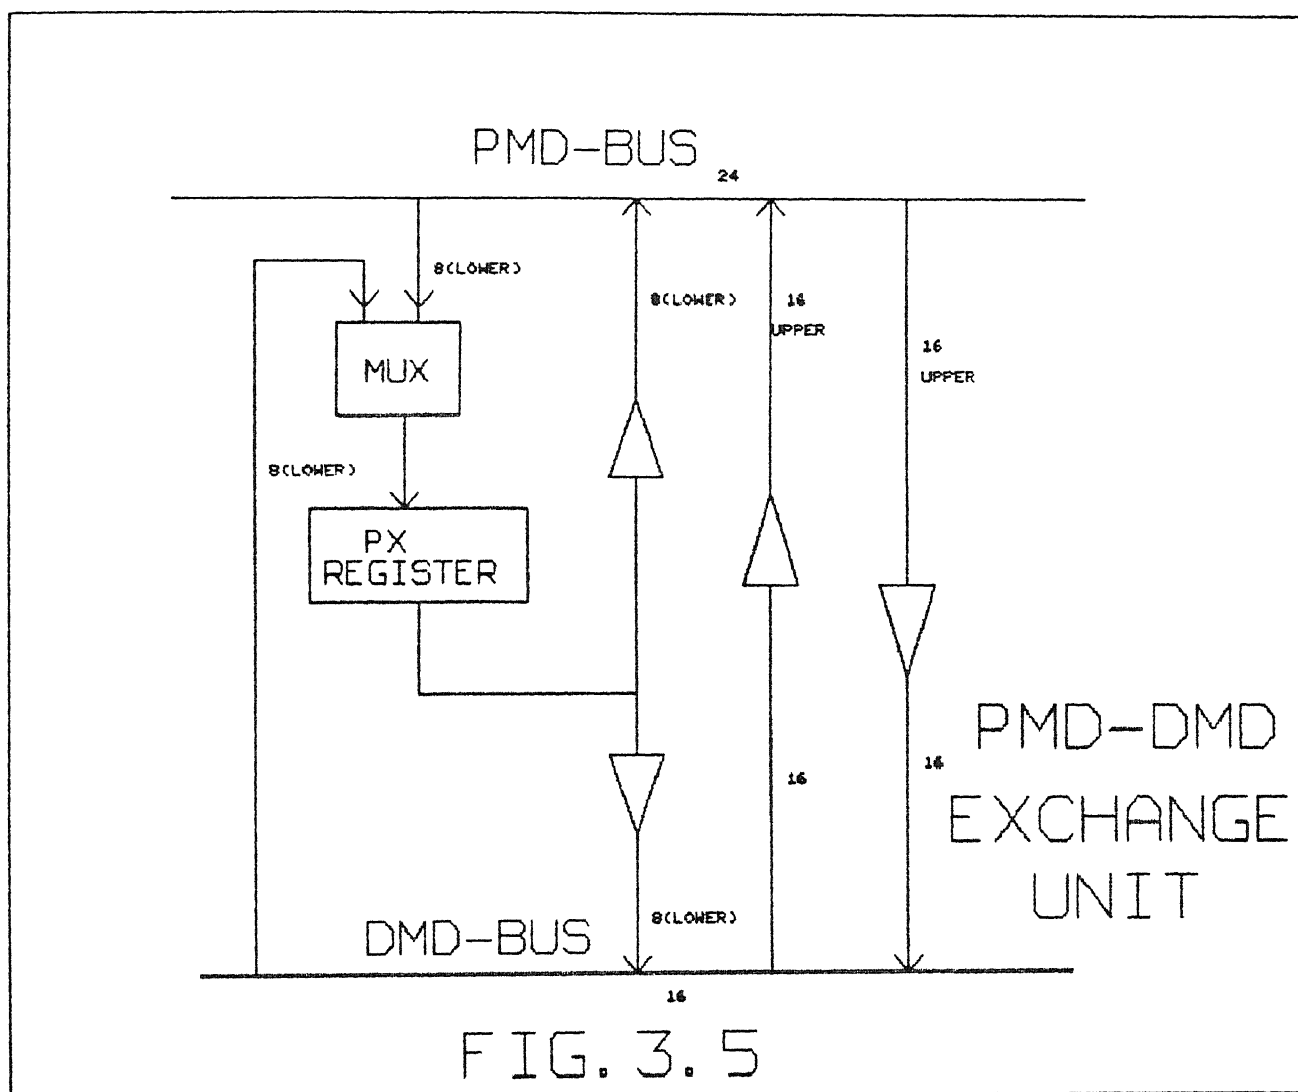 PMD-BUS
24
8(LOWER)
8(LOWER)
16
UPPER
16
UPPER
MUX
8(LOWER)
PX
REGISTER
PMD-DMD
EXCHANGE
UNIT
16
16
8(LOWER)
DMD-BUS
16
FIG. 3. 5